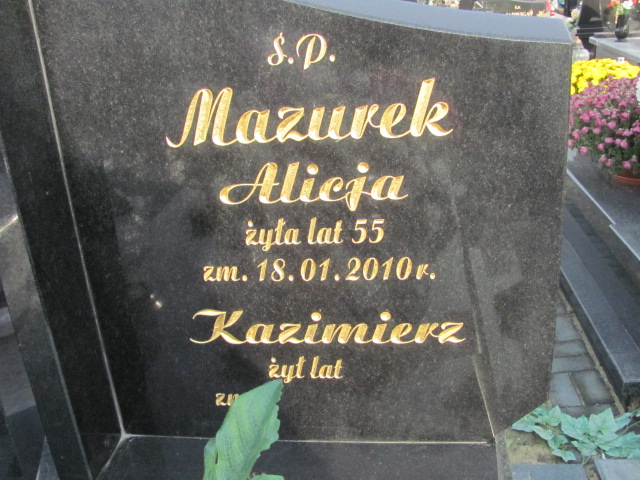 Ś.P.
Mazurek
Alicja
żyła lat 55
zm. 18.01.2010 r.
Kazimierz
żył lat